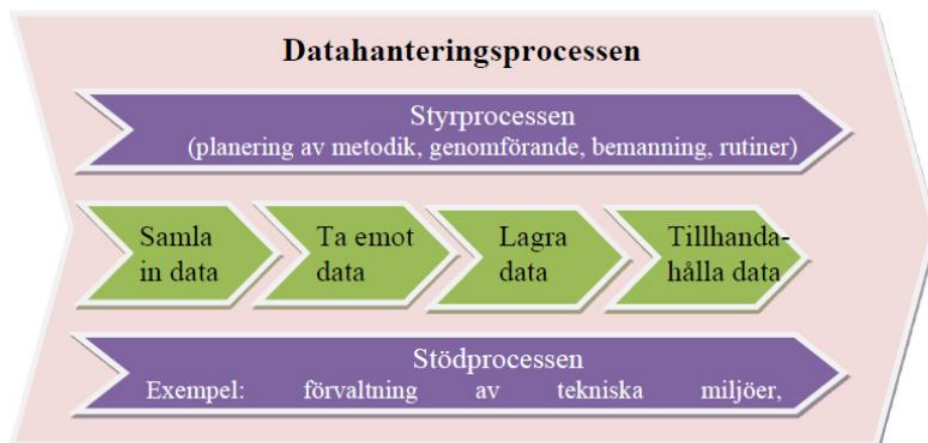 Datahanteringsprocessen
Styrprocessen
(planering av metodik, genomförande, bemanning, rutiner)
Samla
in data
Ta emot
data
Lagra
data
Tillhanda-
hålla data
Stödprocessen
Exempel: förvaltning av tekniska miljöer,